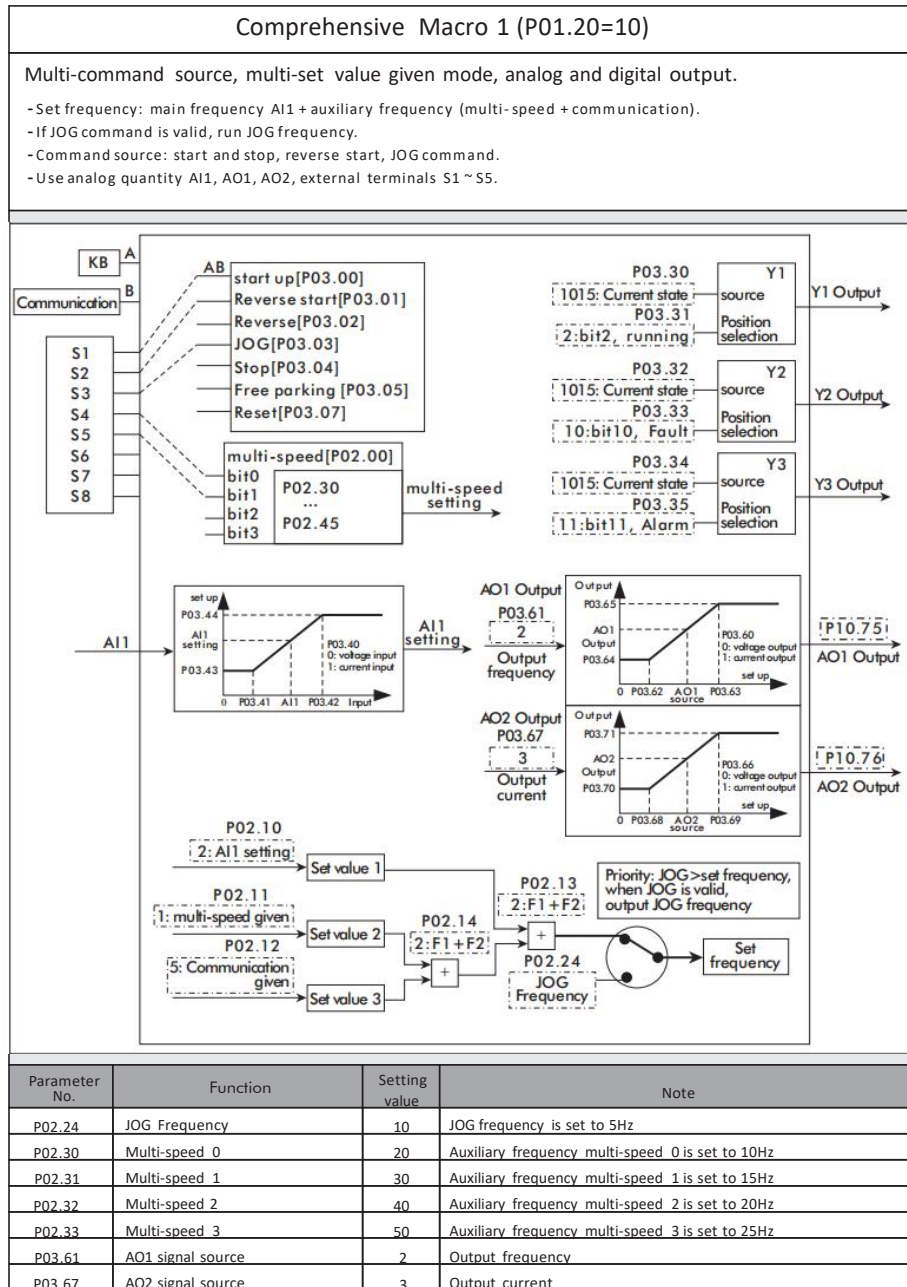 Comprehensive Macro 1 (P01.20=10)
Multi-command source, multi-set value given mode, analog and digital output.
-Set frequency: main frequency AI1 + auxiliary frequency (multi-speed + communication).
-If JOG command is valid, run JOG frequency.
-Command source: start and stop, reverse start, JOG command.
-Use analog quantity AI1, AO1, AO2, external terminals S1 ~ S5.
KB
A
Communication
B
S1
S2
S3
S4
S5
S6
S7
S8
AB
start up[P03.00]
Reverse start[P03.01]
Reverse[P03.02]
JOG[P03.03]
Stop[P03.04]
Free parking [P03.05]
Reset[P03.07]
multi-speed[P02.00]
bit0
bit1
bit2
bit3
P02.30
...
P02.45
multi-speed
setting
P03.30
1015: Current state
P03.31
2:bit2, running
Y1
source
Position
selection
Y1 Output
P03.32
1015: Current state
P03.33
10:bit10, Fault
Y2
source
Position
selection
Y2 Output
P03.34
1015: Current state
P03.35
11:bit11, Alarm
Y3
source
Position
selection
Y3 Output
AI1
set up
P03.44
AI1
setting
P03.43
P03.40
0: voltage input
1: current input
0 P03.41 AI1 P03.42 Input
AI1
setting
AO1 Output
P03.61
2
Output
frequency
Output
P03.65
AO1
Output
P03.64
P03.60
0: voltage output
1: current output
set up
0 P03.62 AO1 P03.63
source
P10.75
AO1 Output
AO2 Output
P03.67
3
Output
current
Output
P03.71
AO2
Output
P03.70
P03.66
0: voltage output
1: current output
set up
0 P03.68 AO2 P03.69
source
P10.76
AO2 Output
P02.10
2: AI1 setting
Set value 1
P02.11
1: multi-speed given
Set value 2
P02.12
5: Communication
given
Set value 3
P02.14
2:F1+F2
+
P02.13
2:F1+F2
+
P02.24
JOG
Frequency
Priority: JOG>set frequency,
when JOG is valid,
output JOG frequency
Set
frequency
Parameter No. Function Setting value Note
P02.24 JOG Frequency 10 JOG frequency is set to 5Hz
P02.30 Multi-speed 0 20 Auxiliary frequency multi-speed 0 is set to 10Hz
P02.31 Multi-speed 1 30 Auxiliary frequency multi-speed 1 is set to 15Hz
P02.32 Multi-speed 2 40 Auxiliary frequency multi-speed 2 is set to 20Hz
P02.33 Multi-speed 3 50 Auxiliary frequency multi-speed 3 is set to 25Hz
P03.61 AO1 signal source 2 Output frequency
P03.67 AO2 signal source 3 Output current